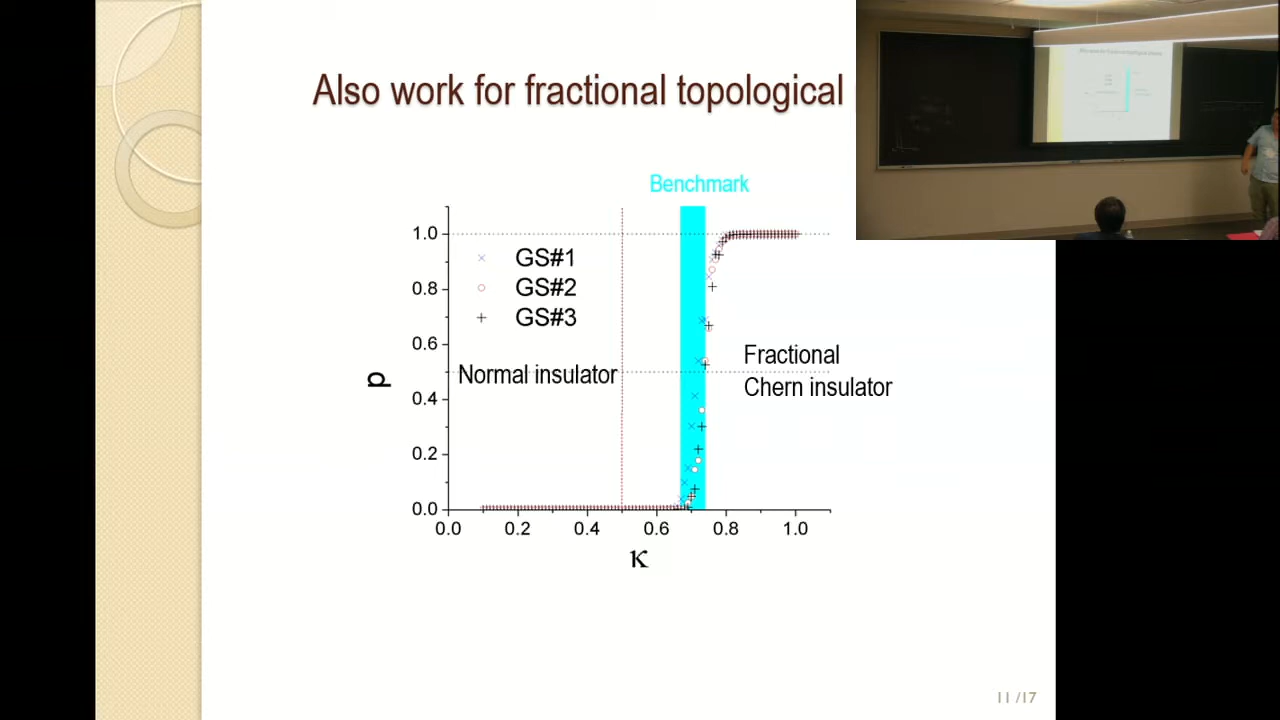 Also work for fractional topological
Benchmark
GS#1
GS#2
GS#3
Normal insulator
Fractional
Chern insulator
p
1.0
0.8
0.6
0.4
0.2
0.0
0.0 0.2 0.4 0.6 0.8 1.0
κ
11 /17